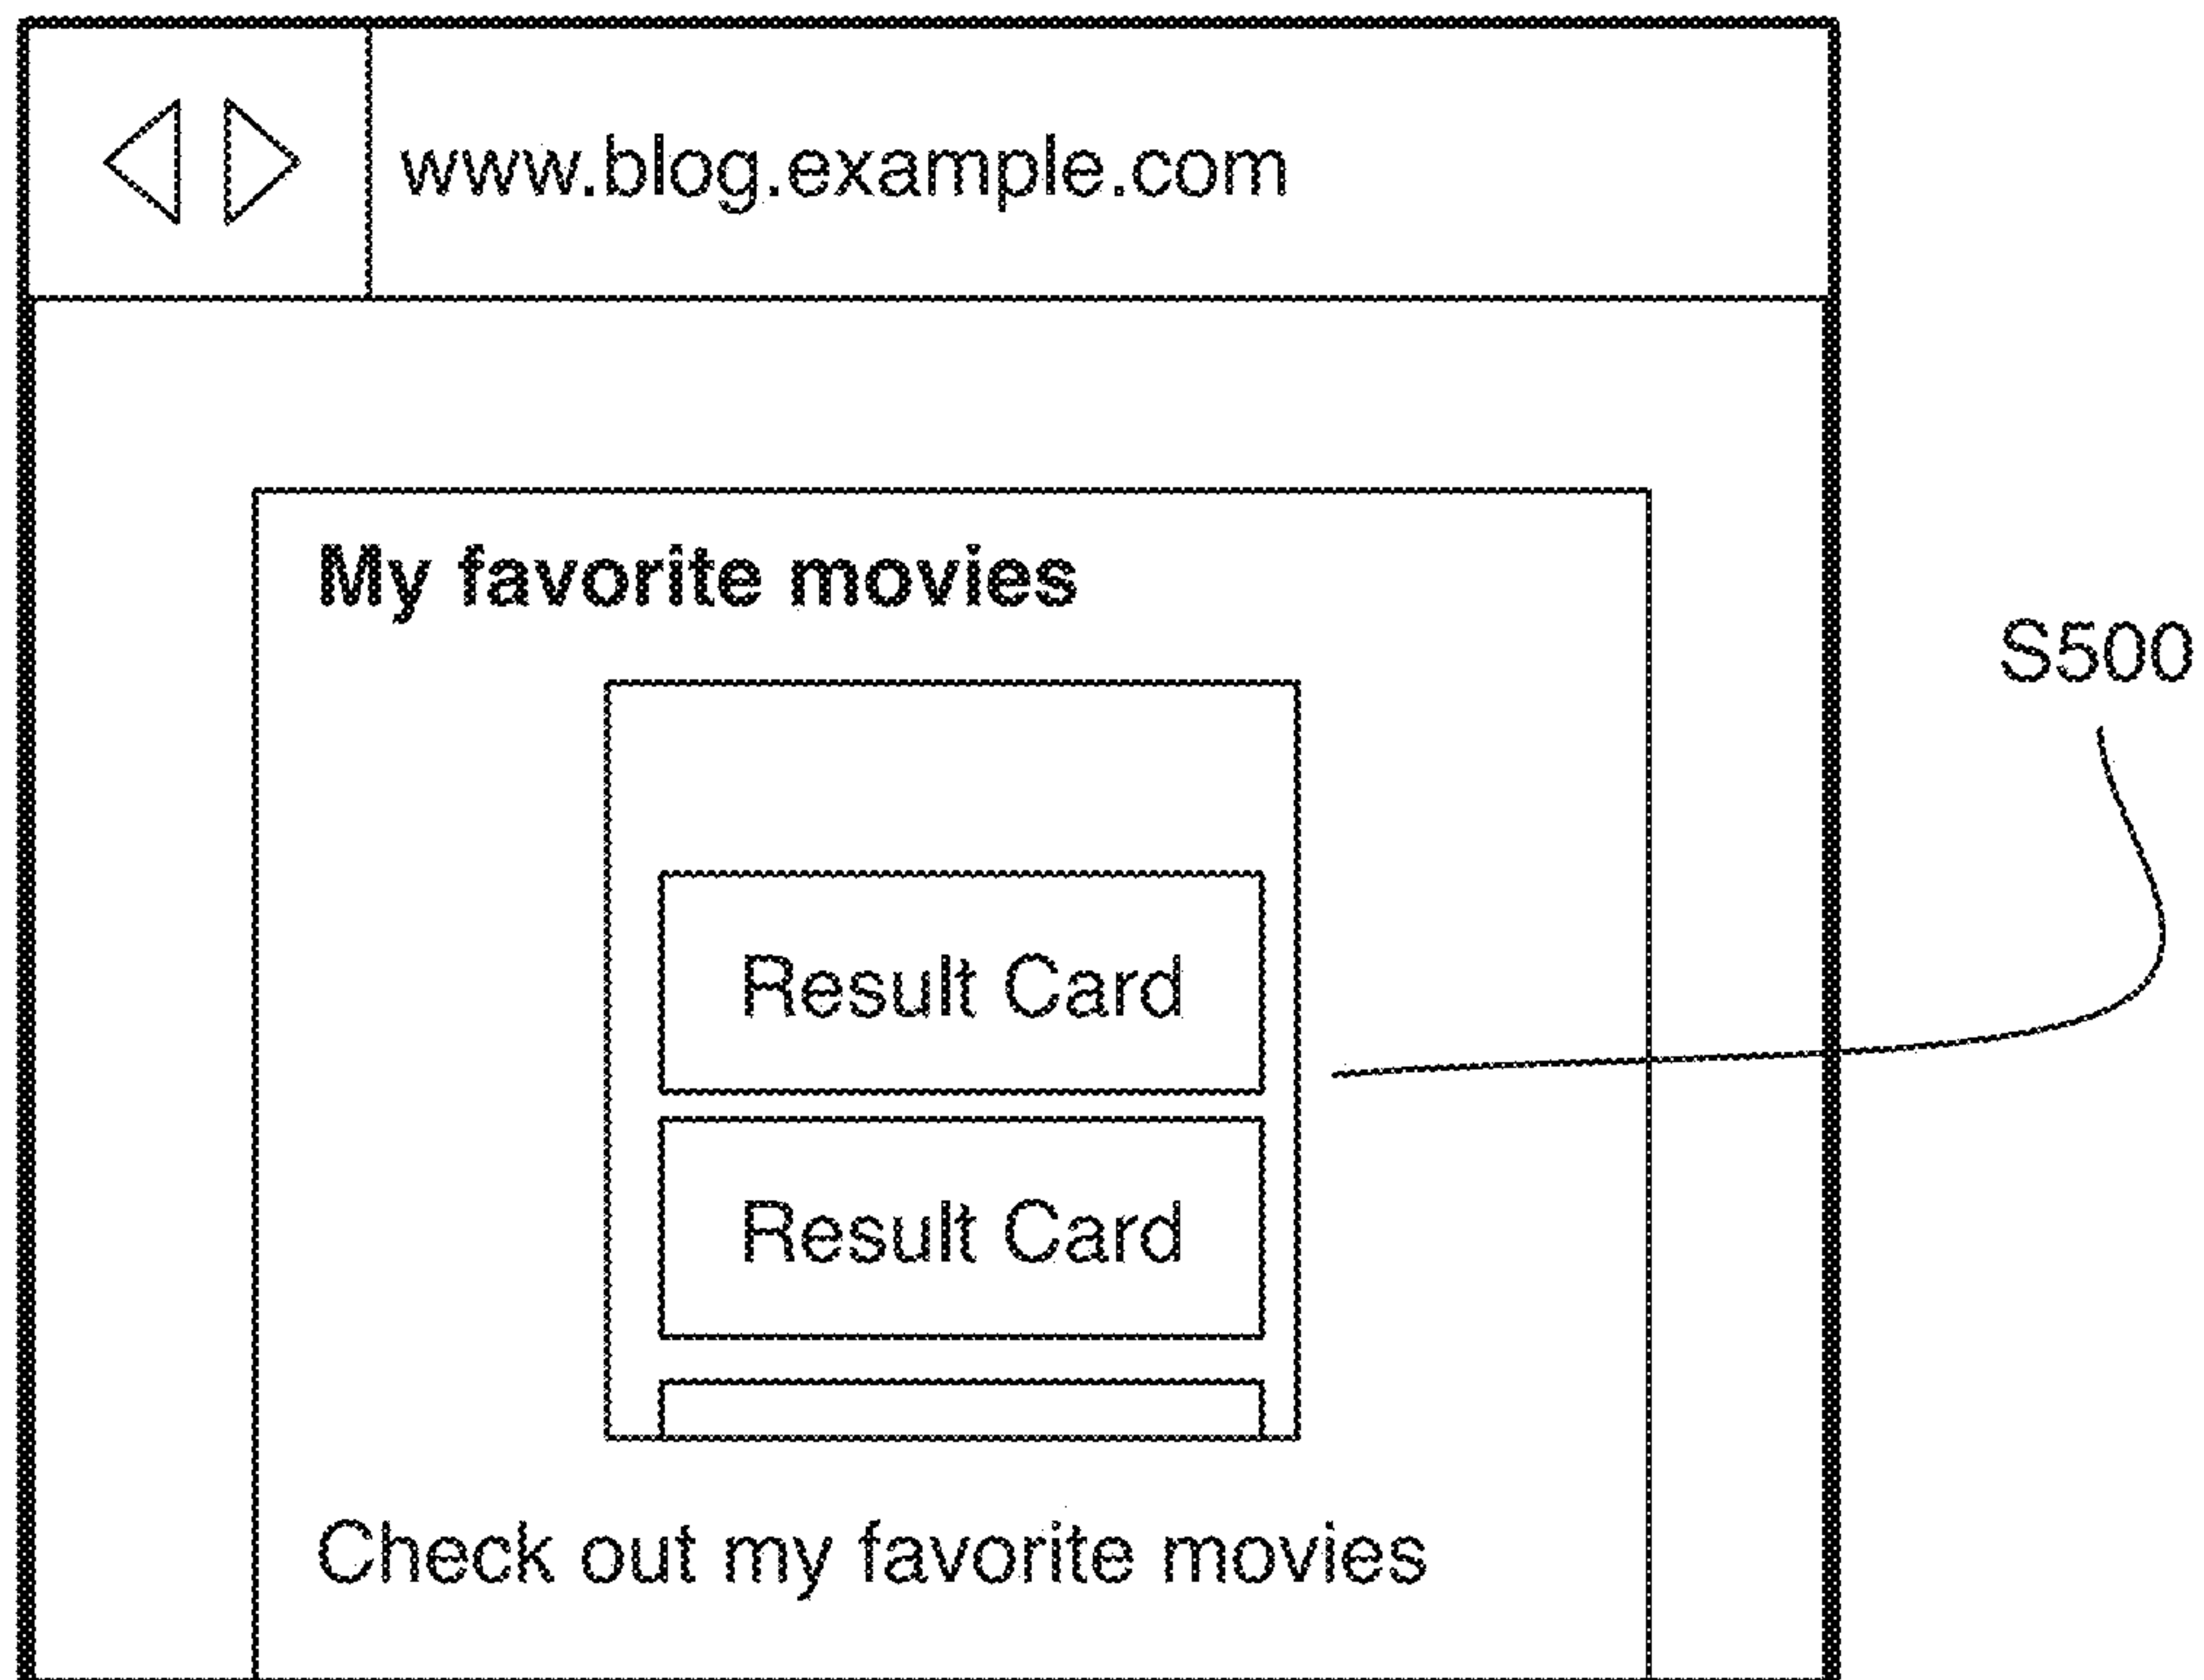 www.blog.example.com
My favorite movies
S500
Result Card
Result Card
Check out my favorite movies